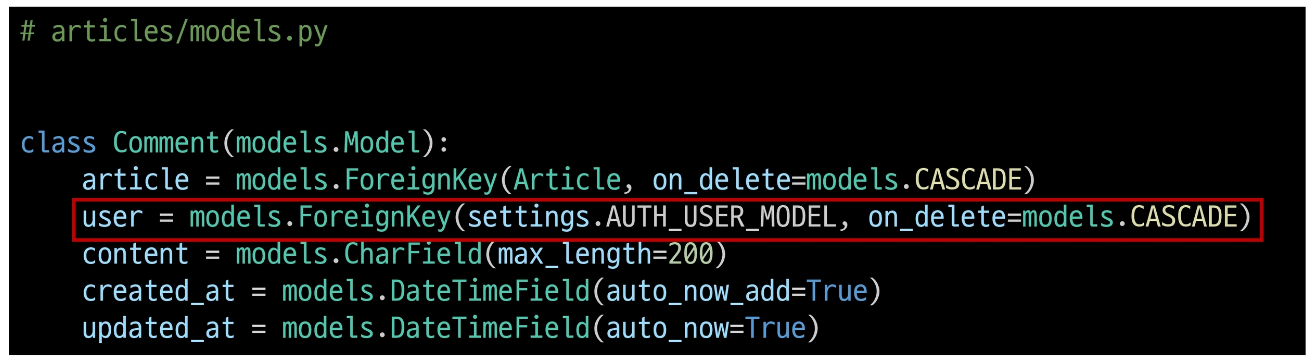 # articles/models.py
class Comment(models.Model):
    article = models.ForeignKey(Article, on_delete=models.CASCADE)
    user = models.ForeignKey(settings.AUTH_USER_MODEL, on_delete=models.CASCADE)
    content = models.CharField(max_length=200)
    created_at = models.DateTimeField(auto_now_add=True)
    updated_at = models.DateTimeField(auto_now=True)